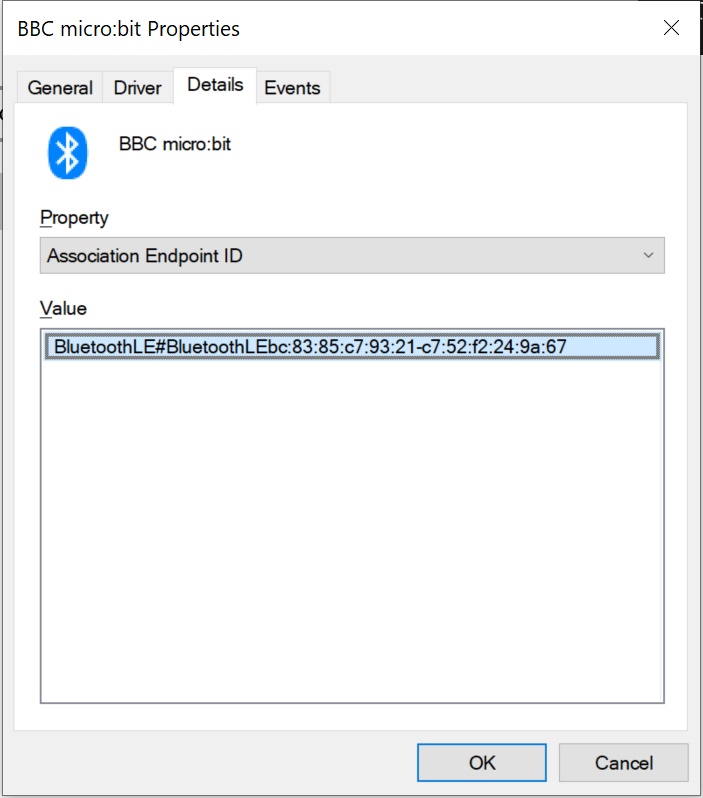 BBC micro:bit Properties
General Driver Details Events
BBC micro:bit
Property
Association Endpoint ID
Value
BluetoothLE#BluetoothLEbc:83:85:c7:93:21-c7:52:f2:24:9a:67
OK Cancel